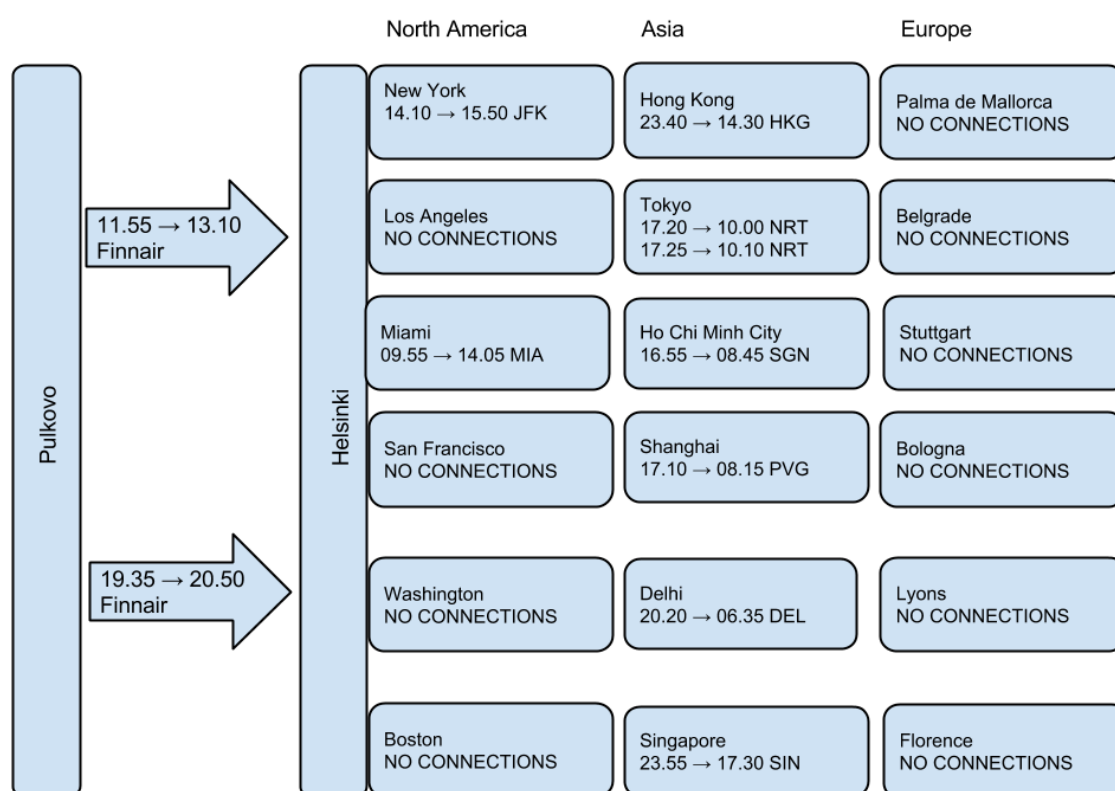 North America
Asia
Europe
Pulkovo
11.55 → 13.10
Finnair
19.35 → 20.50
Finnair
Helsinki
New York
14.10 → 15.50 JFK
Hong Kong
23.40 → 14.30 HKG
Palma de Mallorca
NO CONNECTIONS
Los Angeles
NO CONNECTIONS
Tokyo
17.20 → 10.00 NRT
17.25 → 10.10 NRT
Belgrade
NO CONNECTIONS
Miami
09.55 → 14.05 MIA
Ho Chi Minh City
16.55 → 08.45 SGN
Stuttgart
NO CONNECTIONS
San Francisco
NO CONNECTIONS
Shanghai
17.10 → 08.15 PVG
Bologna
NO CONNECTIONS
Washington
NO CONNECTIONS
Delhi
20.20 → 06.35 DEL
Lyons
NO CONNECTIONS
Boston
NO CONNECTIONS
Singapore
23.55 → 17.30 SIN
Florence
NO CONNECTIONS